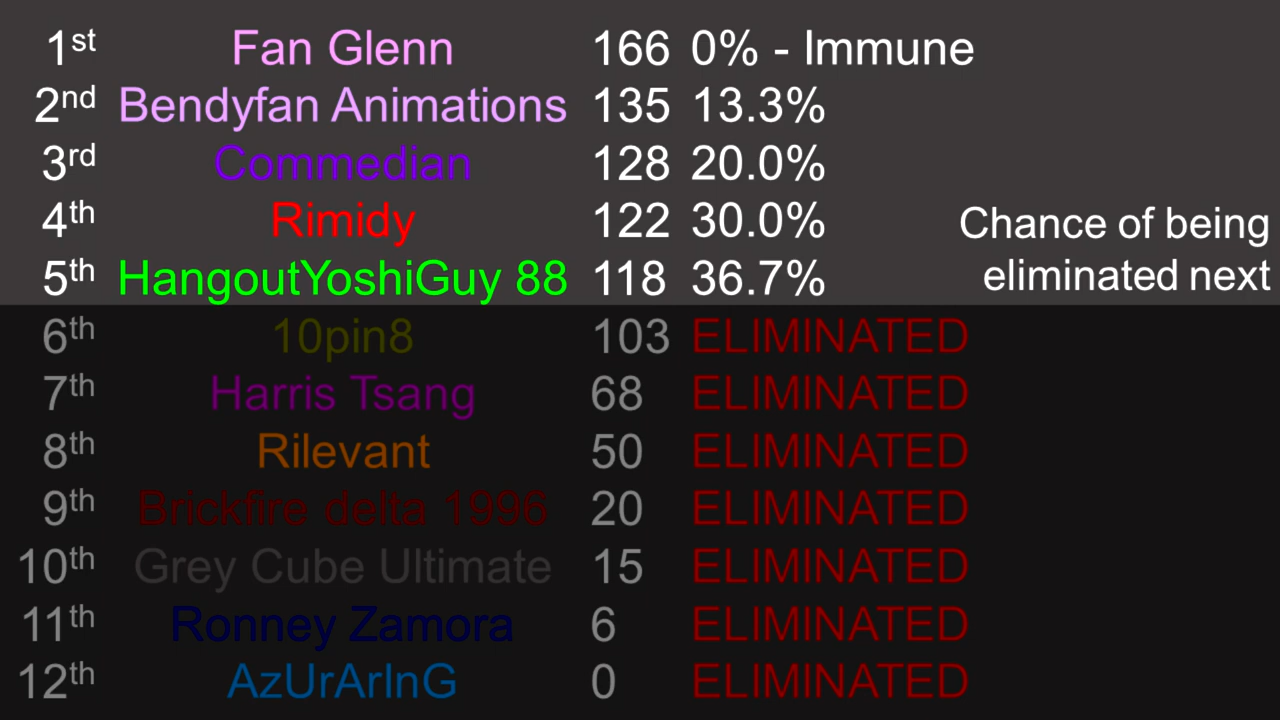 1st Fan Glenn 166 0% - Immune
2nd Bendyfan Animations 135 13.3%
3rd Commedian 128 20.0%
4th Rimidy 122 30.0% Chance of being
5th HangoutYoshiGuy 88 118 36.7% eliminated next
6th 10pin8 103 ELIMINATED
7th Harris Tsang 68 ELIMINATED
8th Rilevant 50 ELIMINATED
9th Brickfire delta 1996 20 ELIMINATED
10th Grey Cube Ultimate 15 ELIMINATED
11th Ronney Zamora 6 ELIMINATED
12th AzUrArInG 0 ELIMINATED